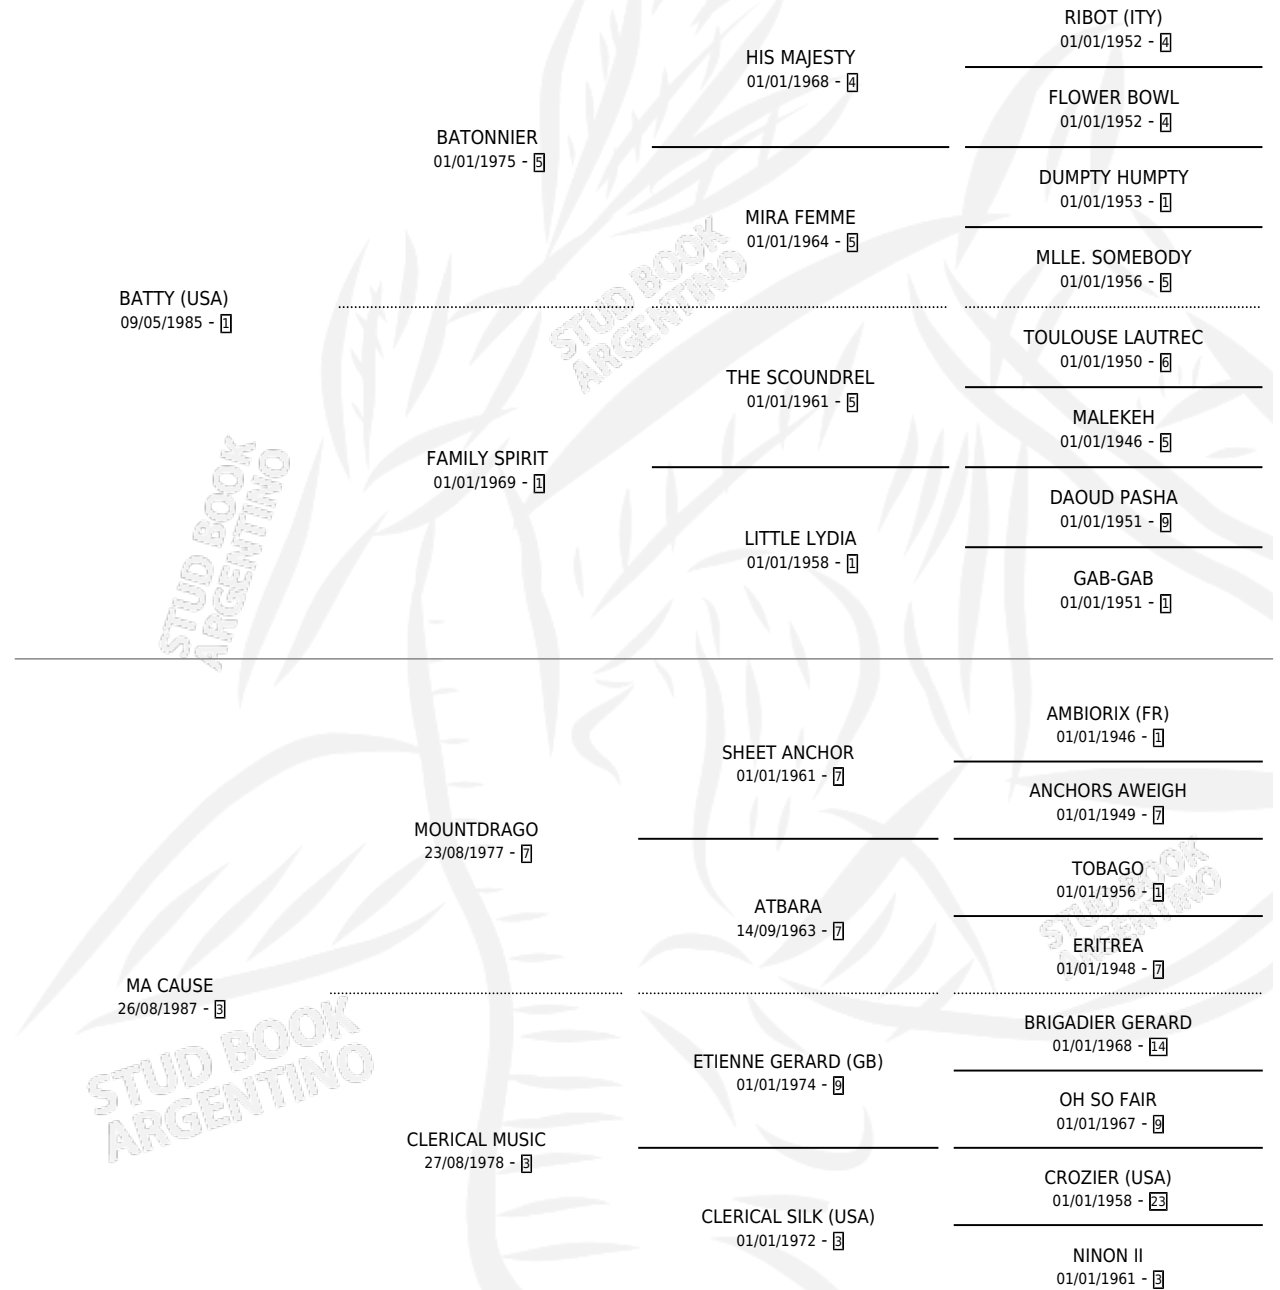 RIBOT (ITY)
01/01/1952 - 4
HIS MAJESTY
01/01/1968 - 4
FLOWER BOWL
01/01/1952 - 4
BATONNIER
01/01/1975 - 5
DUMPTY HUMPTY
01/01/1953 - 1
MIRA FEMME
01/01/1964 - 5
MLLE. SOMEBODY
01/01/1956 - 5
BATTY (USA)
09/05/1985 - 1
STUD BOOK
ARGENTINO
TOULOUSE LAUTREC
01/01/1950 - 6
THE SCOUNDREL
01/01/1961 - 5
MALEKEH
01/01/1946 - 5
FAMILY SPIRIT
01/01/1969 - 1
DAOUD PASHA
01/01/1951 - 9
LITTLE LYDIA
01/01/1958 - 1
GAB-GAB
01/01/1951 - 1
STUD BOOK
ARGENTINO
AMBIORIX (FR)
01/01/1946 - 1
SHEET ANCHOR
01/01/1961 - 7
ANCHORS AWEIGH
01/01/1949 - 7
MOUNTDRAGO
23/08/1977 - 7
TOBAGO
01/01/1956 - 1
ATBARA
14/09/1963 - 7
STUD BOOK
ARGENTINO
ERITREA
01/01/1948 - 7
MA CAUSE
26/08/1987 - 3
STUD BOOK
ARGENTINO
BRIGADIER GERARD
01/01/1968 - 14
ETIENNE GERARD (GB)
01/01/1974 - 9
OH SO FAIR
01/01/1967 - 9
CLERICAL MUSIC
27/08/1978 - 3
CROZIER (USA)
01/01/1958 - 23
CLERICAL SILK (USA)
01/01/1972 - 3
NINON II
01/01/1961 - 3